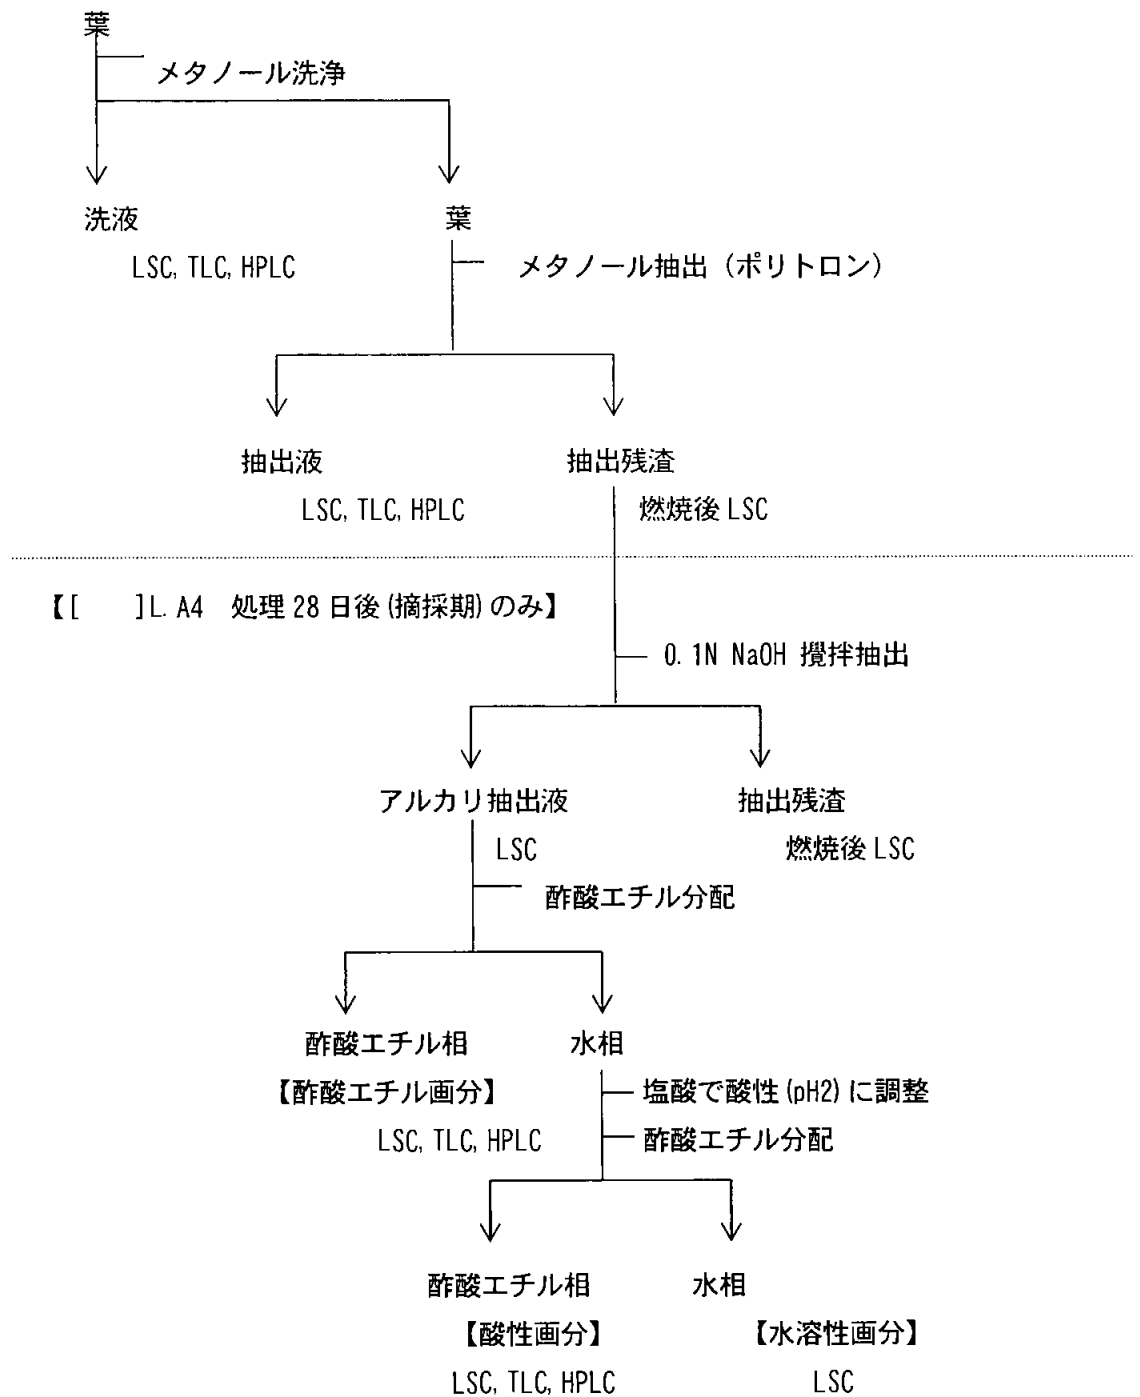 葉
メタノール洗浄
洗液
葉
LSC, TLC, HPLC
メタノール抽出（ポリトロン）
抽出液
抽出残渣
LSC, TLC, HPLC
燃焼後 LSC
【[　　]L. A4　処理 28 日後 (摘採期) のみ】
0.1N NaOH 攪拌抽出
アルカリ抽出液
抽出残渣
LSC
燃焼後 LSC
酢酸エチル分配
酢酸エチル相
水相
【酢酸エチル画分】
塩酸で酸性 (pH2) に調整
LSC, TLC, HPLC
酢酸エチル分配
酢酸エチル相
水相
【酸性画分】
【水溶性画分】
LSC, TLC, HPLC
LSC